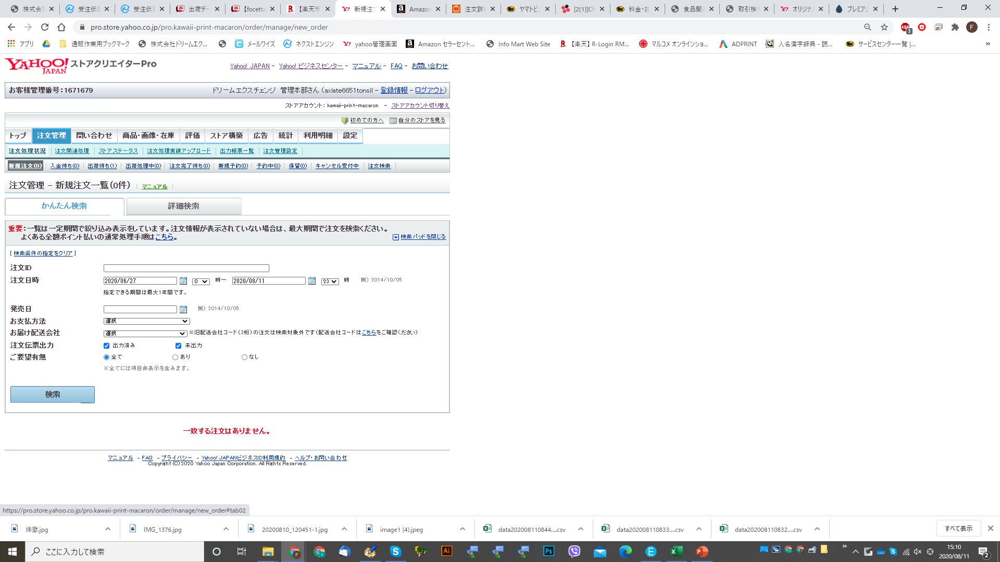 株式会
受注伝
受注伝
出荷デー
【focetta
【楽天市
新規注
Amazon
注文詳細
ヤマトビ
[2(1)]Ch
料金・お
食品関
取引検
オリジナ
プレミア
pro.store.yahoo.co.jp/pro.kawaii-print-macaron/order/manage/new_order
アプリ
通販作業用ブックマーク
株式会社ドリームエク...
メールワイズ
ネクストエンジン
yahoo管理画面
Amazon セラーセント...
Info Mart Web Site
【楽天】R-Login RM...
マルコメ オンラインショ...
ADPRINT
人名漢字辞典 - 読...
サービスセンター一覧 |...
»
YAHOO! JAPAN ストアクリエイターPro
Yahoo! JAPAN - Yahoo! ビジネスセンター - マニュアル - FAQ - お問い合わせ
お客様管理番号:1671679
ドリームエクスチェンジ 管理本部さん (axiate6651tonsil - 登録情報 - ログアウト)
ストアアカウント: kawaii-print-macaron - ストアアカウント切り替え
初めての方へ 自分のストアを見る
トップ 注文管理 問い合わせ 商品・画像・在庫 評価 ストア構築 広告 統計 利用明細 設定
注文処理状況 注文関連処理 ストアステータス 注文処理実績アップロード 出力帳票一覧 注文管理設定
新規注文(0) 入金待ち(0) 出荷待ち(1) 出荷処理中(0) 注文完了待ち(0) 新規予約(0) 予約中(0) 保留(0) キャンセル受付中 注文検索
注文管理 - 新規注文一覧(0件) [ マニュアル ]
かんたん検索 詳細検索
重要:一覧は一定期間で絞り込み表示をしています。注文情報が表示されていない場合は、最大期間で注文を検索ください。
よくある全額ポイント払いの通常処理手順はこちら。
検索パッドを閉じる
[ 検索条件の指定をクリア ]
注文ID
注文日時 2020/06/27 0 時～ 2020/08/11 23 時 例) 2014/10/05
指定できる期間は最大1年間です。
発売日 例) 2014/10/05
お支払方法 選択
お届け配送会社 選択 ※旧配送会社コード(3桁)の注文は検索対象外です(配送会社コードはこちらをご確認ください)
注文伝票出力 出力済み 未出力
ご要望有無 全て あり なし
※全てには項目非表示を含みます。
検索
一致する注文はありません。
マニュアル - FAQ - プライバシー - Yahoo! JAPANビジネスID利用規約 - ヘルプ・お問い合わせ
Copyright (C) 2020 Yahoo Japan Corporation. All Rights Reserved.
https://pro.store.yahoo.co.jp/pro.kawaii-print-macaron/order/manage/new_order#tab02
煉獄.jpg
IMG_1376.jpg
20200810_120451-1.jpg
image1 (4).jpeg
data202008110844....csv
data202008110833....csv
data202008110832....csv
すべて表示
ここに入力して検索
15:10
2020/08/11
2